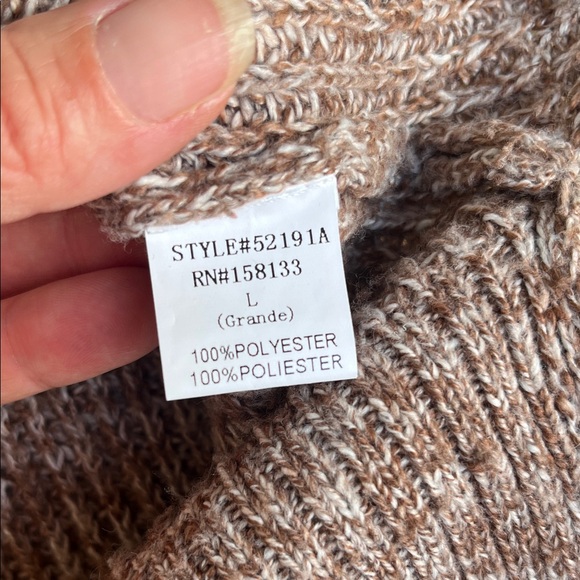 STYLE#52191A
RN#158133
L
(Grande)
100%POLYESTER
100%POLIESTER